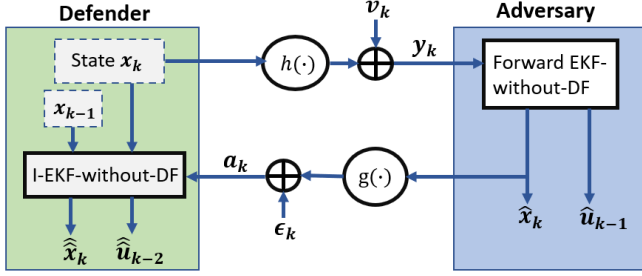 Defender
v_k
Adversary
State x_k
h(·)
y_k
Forward EKF-
without-DF
x_{k-1}
I-EKF-without-DF
a_k
g(·)
ϵ_k
x̂_k
û_{k-1}
x̂̂_k
û̂_{k-2}